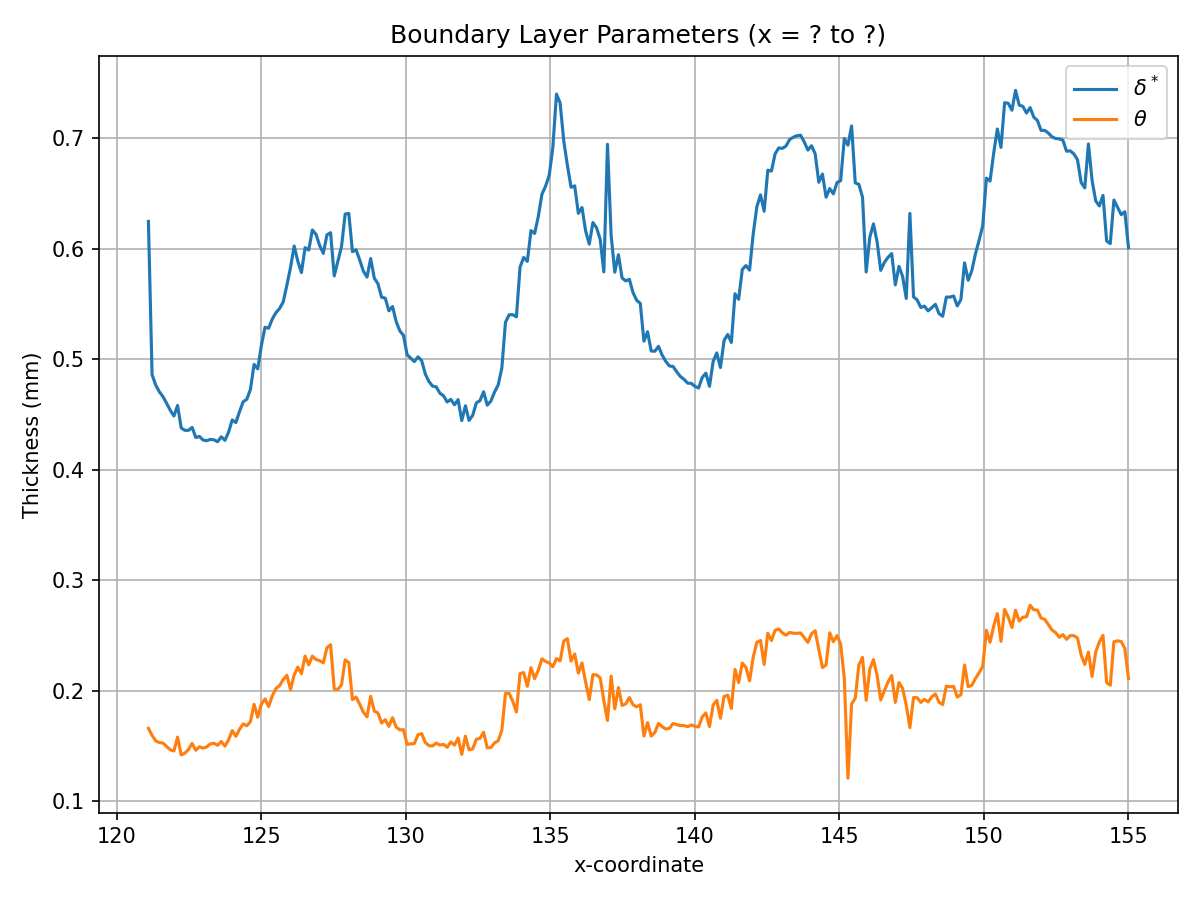 Boundary Layer Parameters (x = ? to ?)
δ*
θ
0.7
0.6
0.5
0.4
0.3
0.2
0.1
Thickness (mm)
120 125 130 135 140 145 150 155
x-coordinate